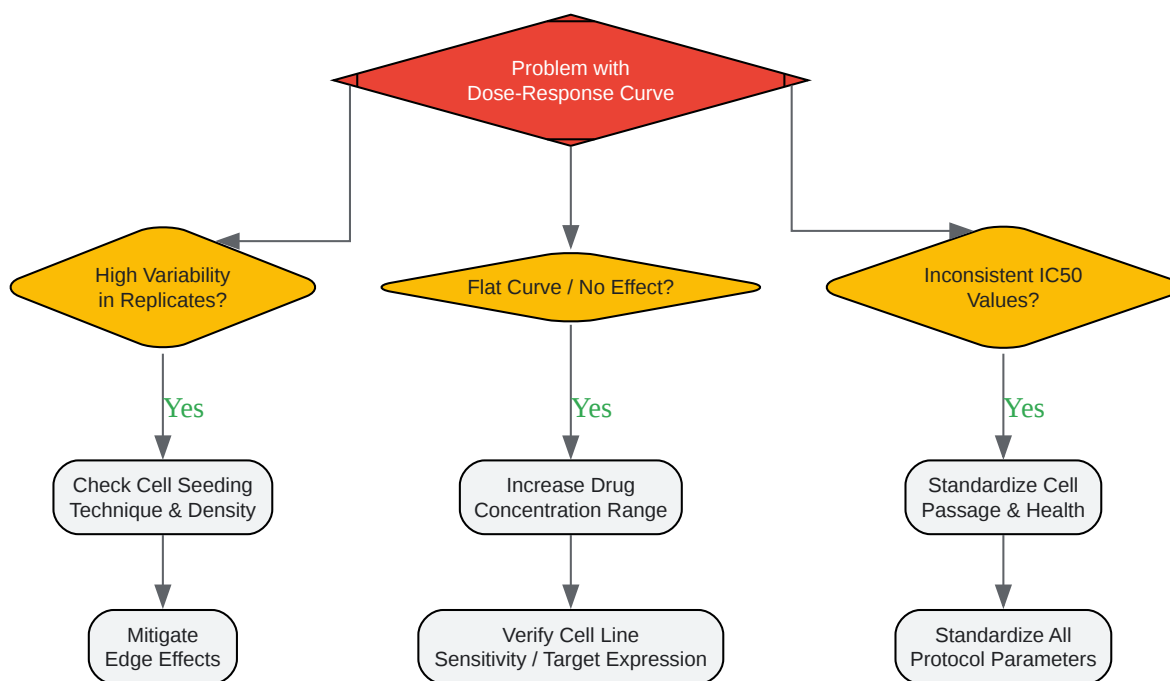 Problem with
Dose-Response Curve
High Variability
in Replicates?
Flat Curve / No Effect?
Inconsistent IC50
Values?
Yes
Yes
Yes
Check Cell Seeding
Technique & Density
Increase Drug
Concentration Range
Standardize Cell
Passage & Health
Mitigate
Edge Effects
Verify Cell Line
Sensitivity / Target Expression
Standardize All
Protocol Parameters